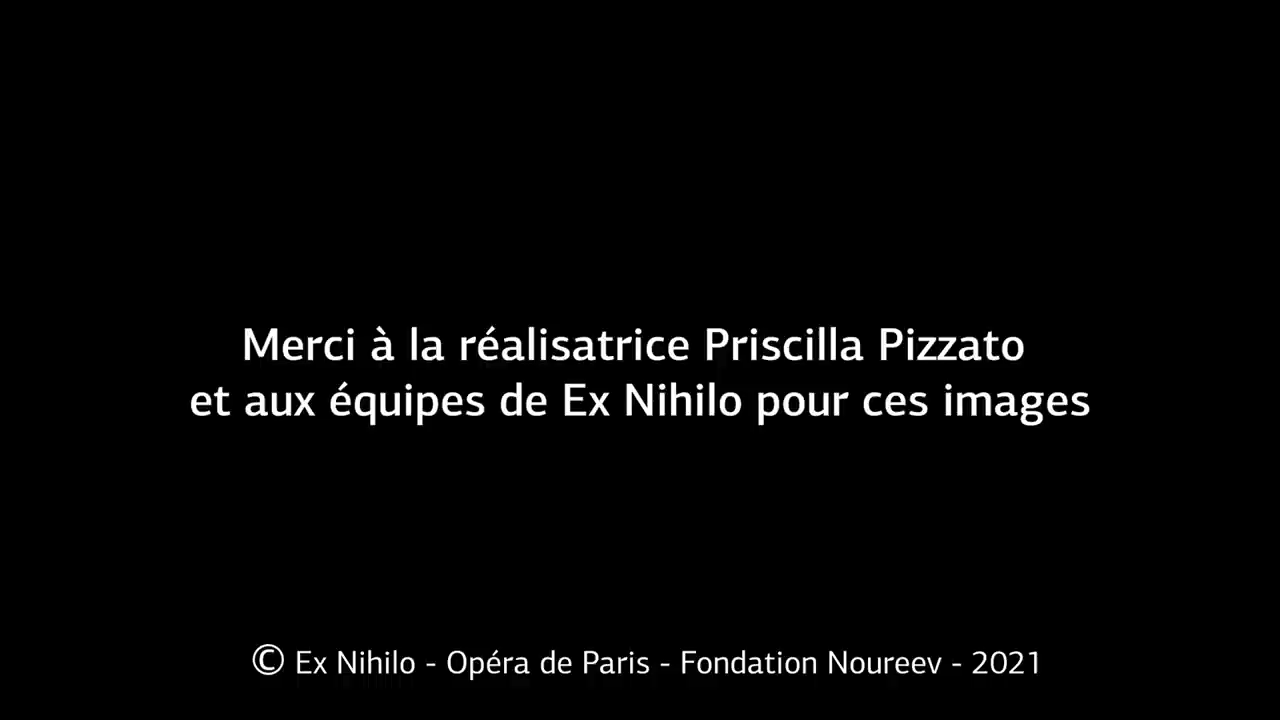 Merci à la réalisatrice Priscilla Pizzato
et aux équipes de Ex Nihilo pour ces images
© Ex Nihilo - Opéra de Paris - Fondation Noureev - 2021